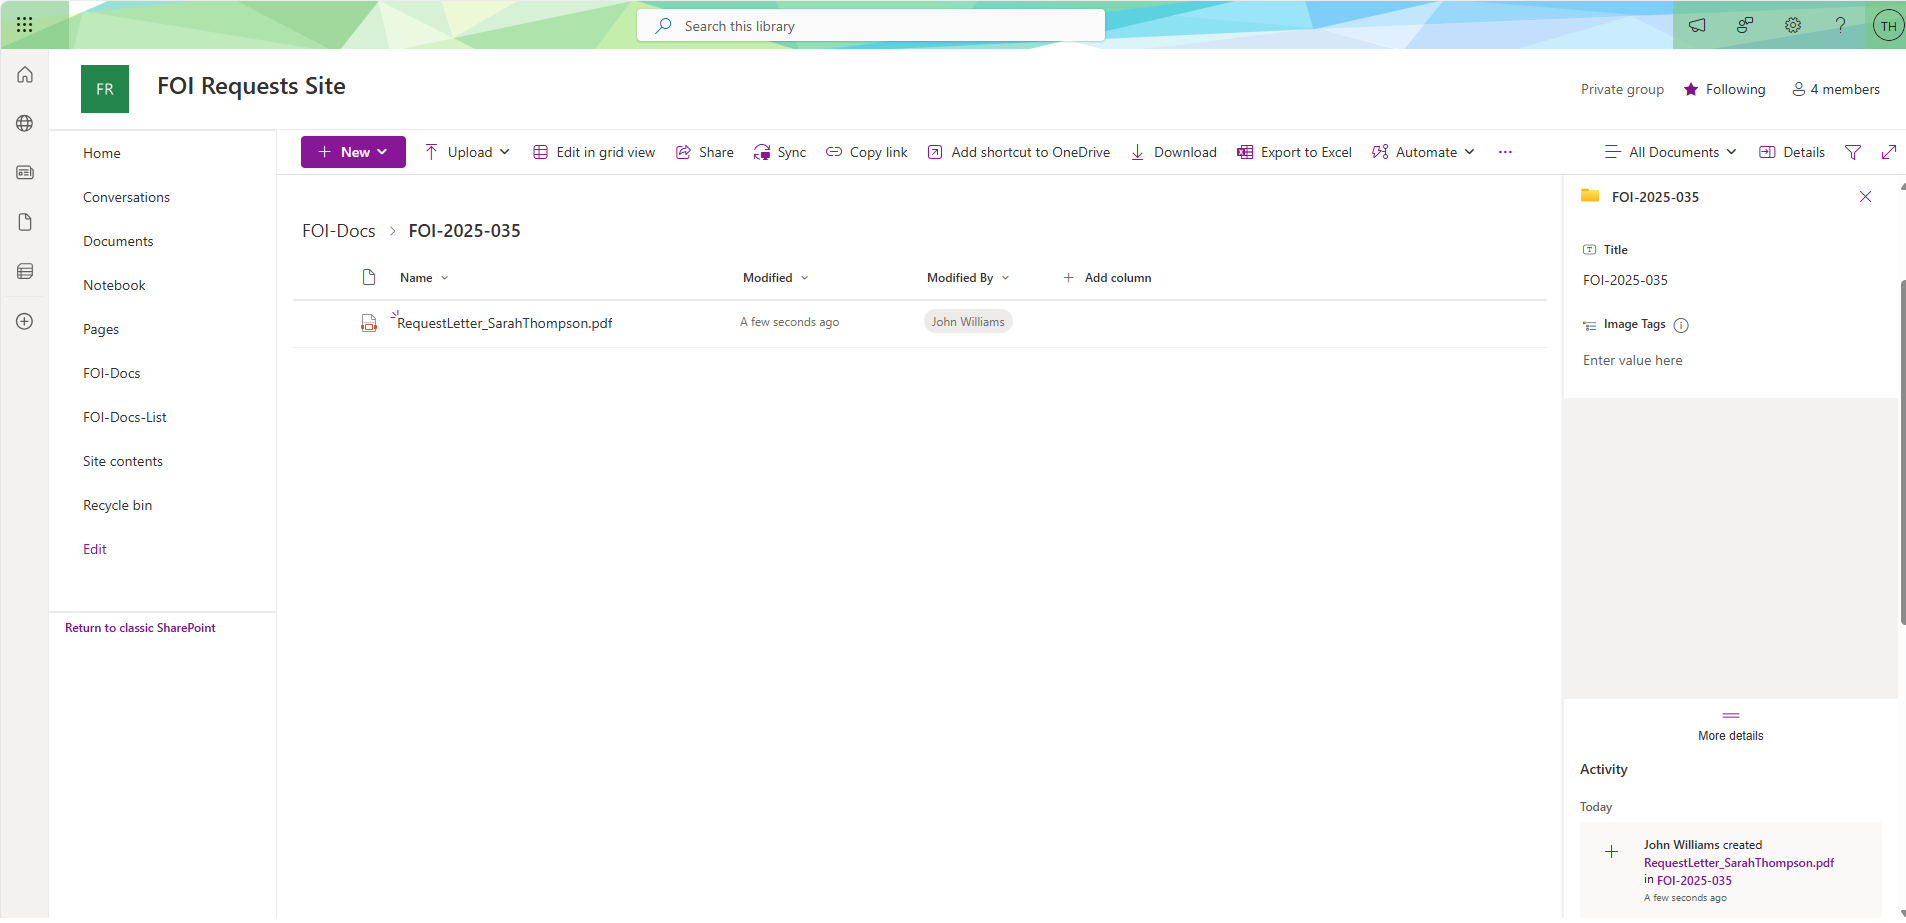 Search this library
TH
FR
FOI Requests Site
Private group
Following
4 members
Home
Conversations
Documents
Notebook
Pages
FOI-Docs
FOI-Docs-List
Site contents
Recycle bin
Edit
Return to classic SharePoint
New
Upload
Edit in grid view
Share
Sync
Copy link
Add shortcut to OneDrive
Download
Export to Excel
Automate
All Documents
Details
FOI-Docs > FOI-2025-035
Name
Modified
Modified By
Add column
RequestLetter_SarahThompson.pdf
A few seconds ago
John Williams
FOI-2025-035
Title
FOI-2025-035
Image Tags
Enter value here
More details
Activity
Today
John Williams created
RequestLetter_SarahThompson.pdf
in FOI-2025-035
A few seconds ago